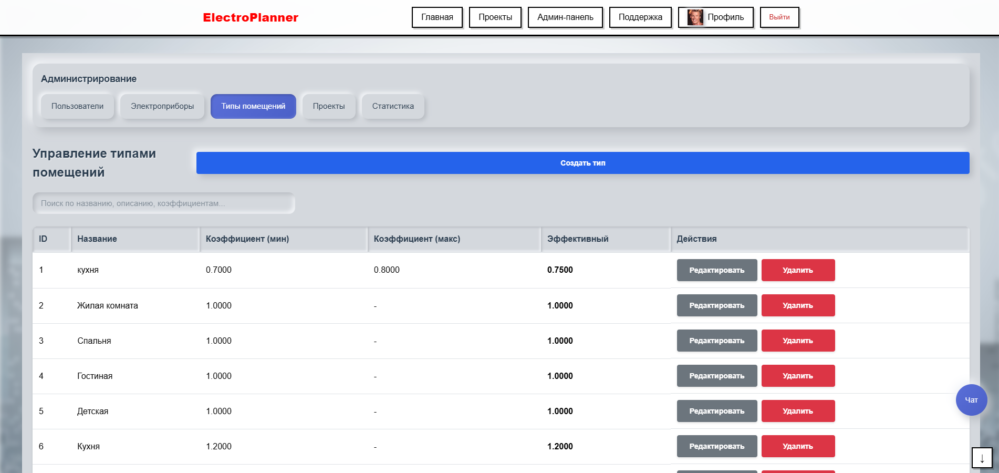 ElectroPlanner
Главная
Проекты
Админ-панель
Поддержка
Профиль
Выйти
Администрирование
Пользователи
Электроприборы
Типы помещений
Проекты
Статистика
Управление типами
помещений
Создать тип
Поиск по названию, описанию, коэффициентам...
ID Название Коэффициент (мин) Коэффициент (макс) Эффективный Действия
1 кухня 0.7000 0.8000 0.7500 Редактировать Удалить
2 Жилая комната 1.0000 - 1.0000 Редактировать Удалить
3 Спальня 1.0000 - 1.0000 Редактировать Удалить
4 Гостиная 1.0000 - 1.0000 Редактировать Удалить
Чат
5 Детская 1.0000 - 1.0000 Редактировать Удалить
6 Кухня 1.2000 - 1.2000 Редактировать Удалить
↓